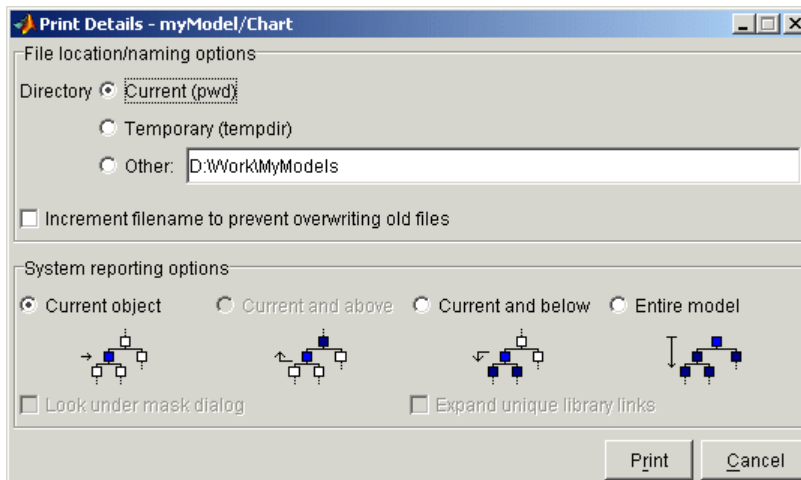 Print Details - myModel/Chart
File location/naming options
Directory Current (pwd)
Temporary (tempdir)
Other: D:\Work\MyModels
Increment filename to prevent overwriting old files
System reporting options
Current object Current and above Current and below Entire model
Look under mask dialog Expand unique library links
Print Cancel